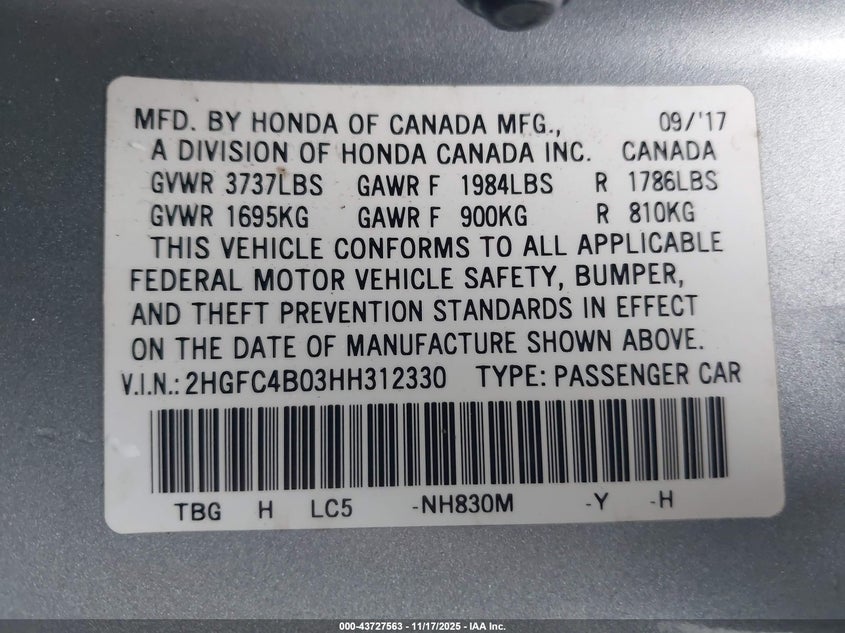 MFD. BY HONDA OF CANADA MFG., 09/'17
A DIVISION OF HONDA CANADA INC. CANADA
GVWR 3737LBS GAWR F 1984LBS R 1786LBS
GVWR 1695KG GAWR F 900KG R 810KG
THIS VEHICLE CONFORMS TO ALL APPLICABLE
FEDERAL MOTOR VEHICLE SAFETY, BUMPER,
AND THEFT PREVENTION STANDARDS IN EFFECT
ON THE DATE OF MANUFACTURE SHOWN ABOVE.
V.I.N.: 2HGFC4B03HH312330 TYPE: PASSENGER CAR
TBG H LC5 -NH830M -Y -H
000-43727563 - 11/17/2025 - IAA Inc.